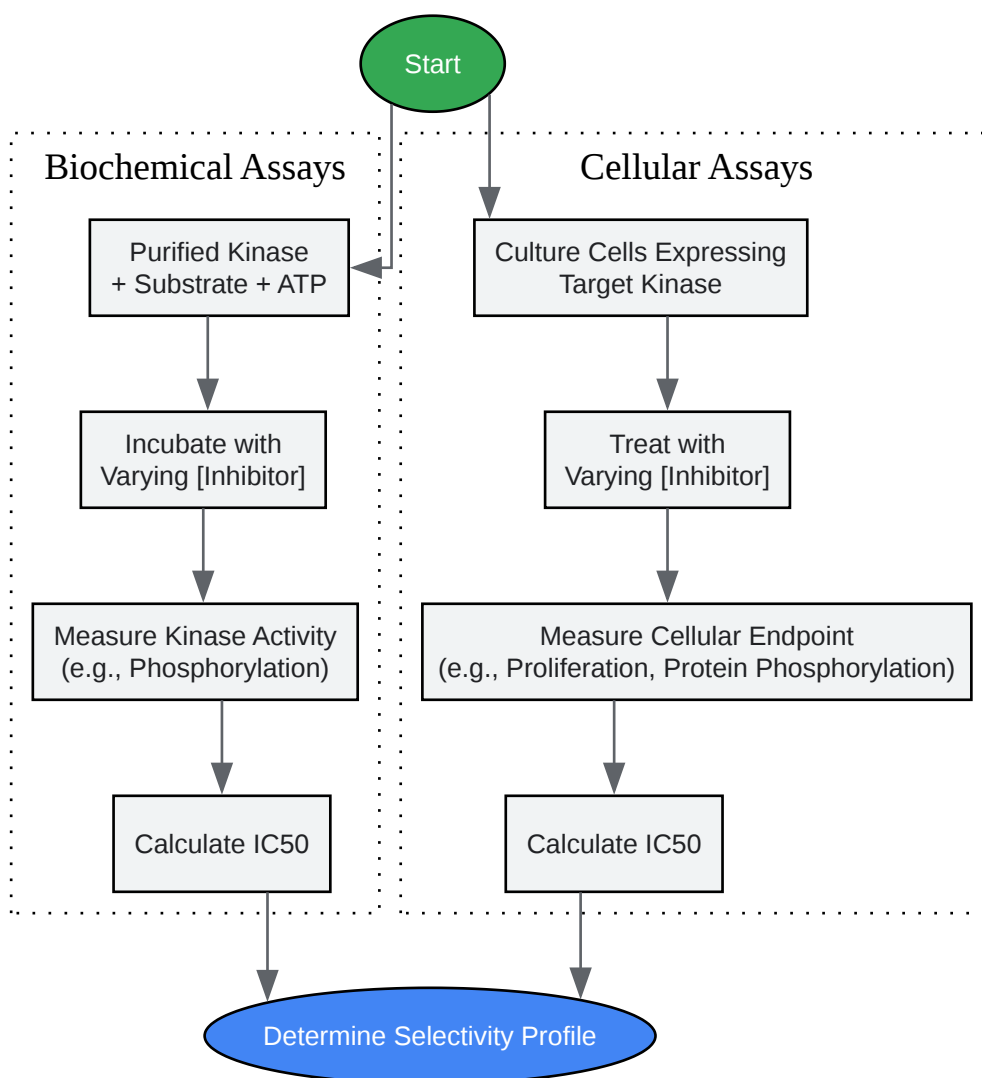 Start
Biochemical Assays
Purified Kinase
+ Substrate + ATP
Incubate with
Varying [Inhibitor]
Measure Kinase Activity
(e.g., Phosphorylation)
Calculate IC50
Cellular Assays
Culture Cells Expressing
Target Kinase
Treat with
Varying [Inhibitor]
Measure Cellular Endpoint
(e.g., Proliferation, Protein Phosphorylation)
Calculate IC50
Determine Selectivity Profile